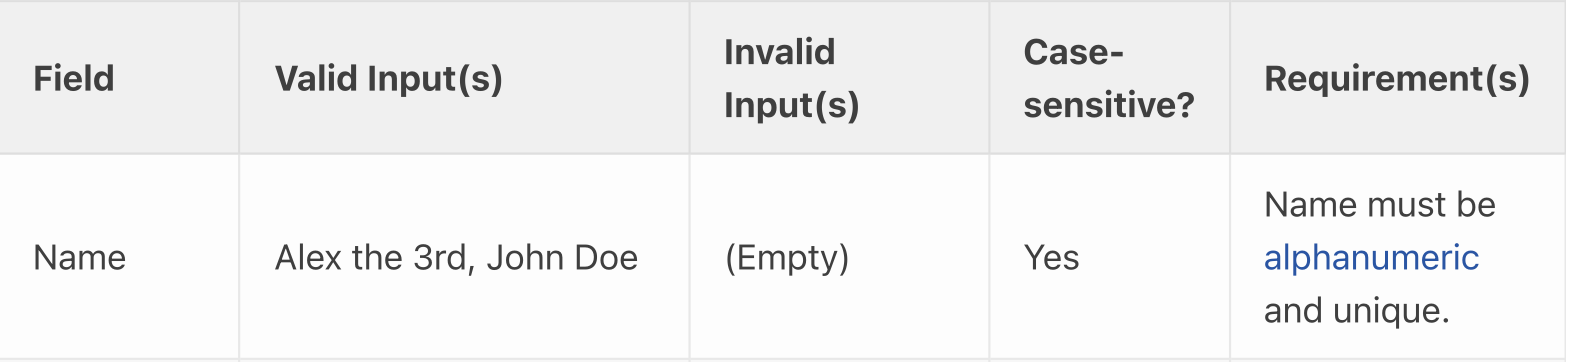 Field
Valid Input(s)
Invalid
Input(s)
Case-
sensitive?
Requirement(s)
Name
Alex the 3rd, John Doe
(Empty)
Yes
Name must be
alphanumeric
and unique.